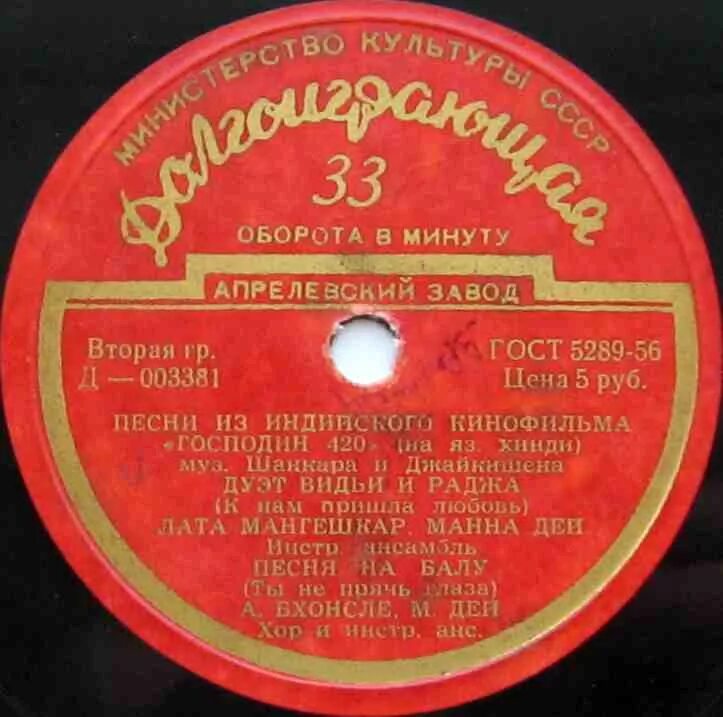 МИНИСТЕРСТВО КУЛЬТУРЫ СССР
Долгоиграющая
33
ОБОРОТА В МИНУТУ
АПРЕЛЕВСКИЙ ЗАВОД
Вторая гр. ГОСТ 5289-56
Д — 003381 Цена 5 руб.
ПЕСНИ ИЗ ИНДИЙСКОГО КИНОФИЛЬМА
«ГОСПОДИН 420» (на яз. хинди)
муз. Шанкара и Джайкишена
ДУЭТ ВИДЬИ И РАДЖА
(К нам пришла любовь)
ЛАТА МАНГЕШКАР, МАННА ДЕЙ
Инстр. ансамбль
ПЕСНЯ НА БАЛУ
(Ты не прячь глаза)
А. БХОНСЛЕ, М. ДЕЙ
Хор и инстр. анс.